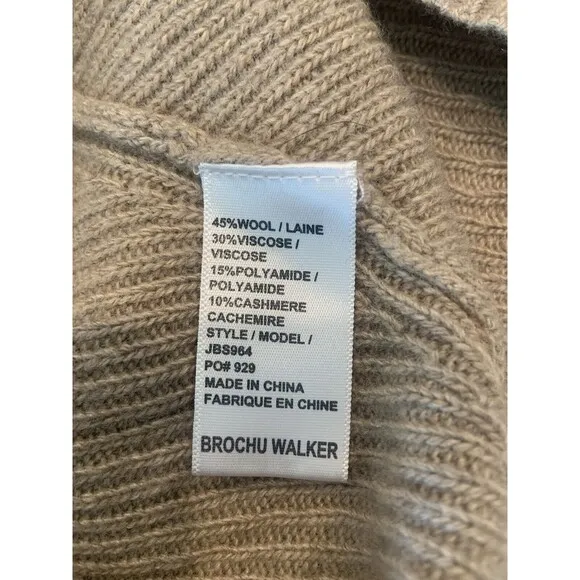 45%WOOL / LAINE
30%VISCOSE /
VISCOSE
15%POLYAMIDE /
POLYAMIDE
10%CASHMERE
CACHEMIRE
STYLE / MODEL /
JBS964
PO# 929
MADE IN CHINA
FABRIQUE EN CHINE
BROCHU WALKER